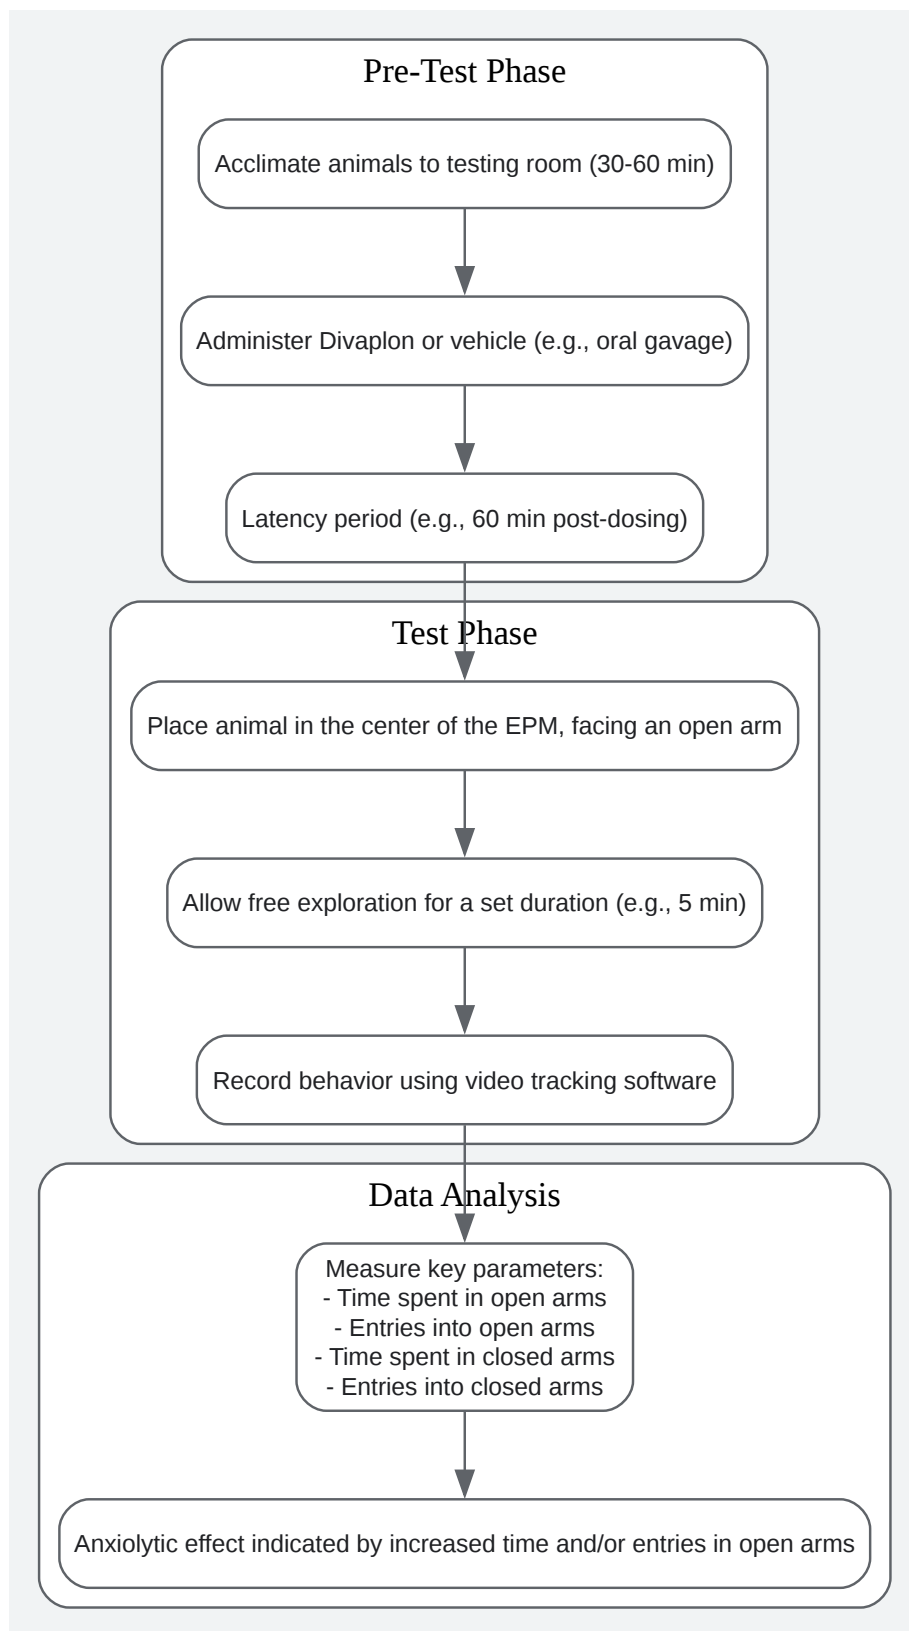 Pre-Test Phase
Acclimate animals to testing room (30-60 min)
Administer Divaplon or vehicle (e.g., oral gavage)
Latency period (e.g., 60 min post-dosing)
Test Phase
Place animal in the center of the EPM, facing an open arm
Allow free exploration for a set duration (e.g., 5 min)
Record behavior using video tracking software
Data Analysis
Measure key parameters:
- Time spent in open arms
- Entries into open arms
- Time spent in closed arms
- Entries into closed arms
Anxiolytic effect indicated by increased time and/or entries in open arms